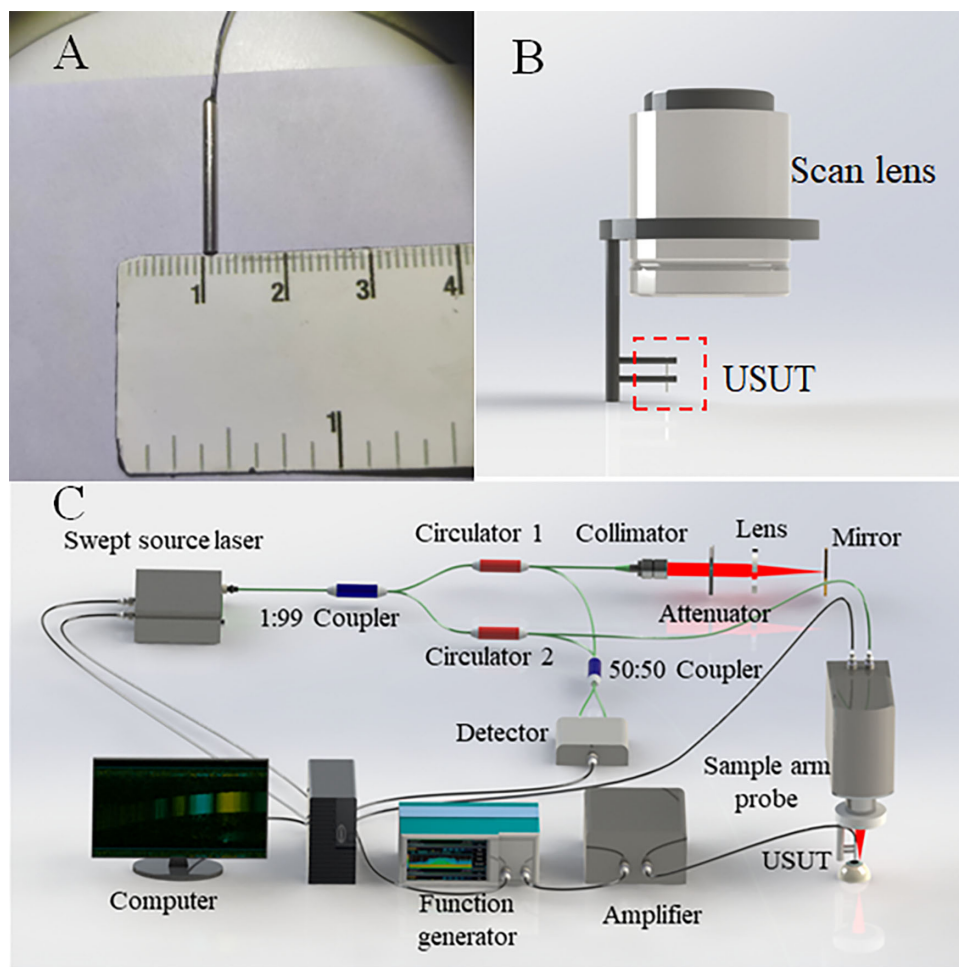 A
1 2 3 4
1
B
Scan lens
USUT
C
Swept source laser
Circulator 1
Collimator
Lens
Mirror
1:99 Coupler
Attenuator
Circulator 2
50:50 Coupler
Detector
Sample arm
probe
USUT
Computer
Function
generator
Amplifier